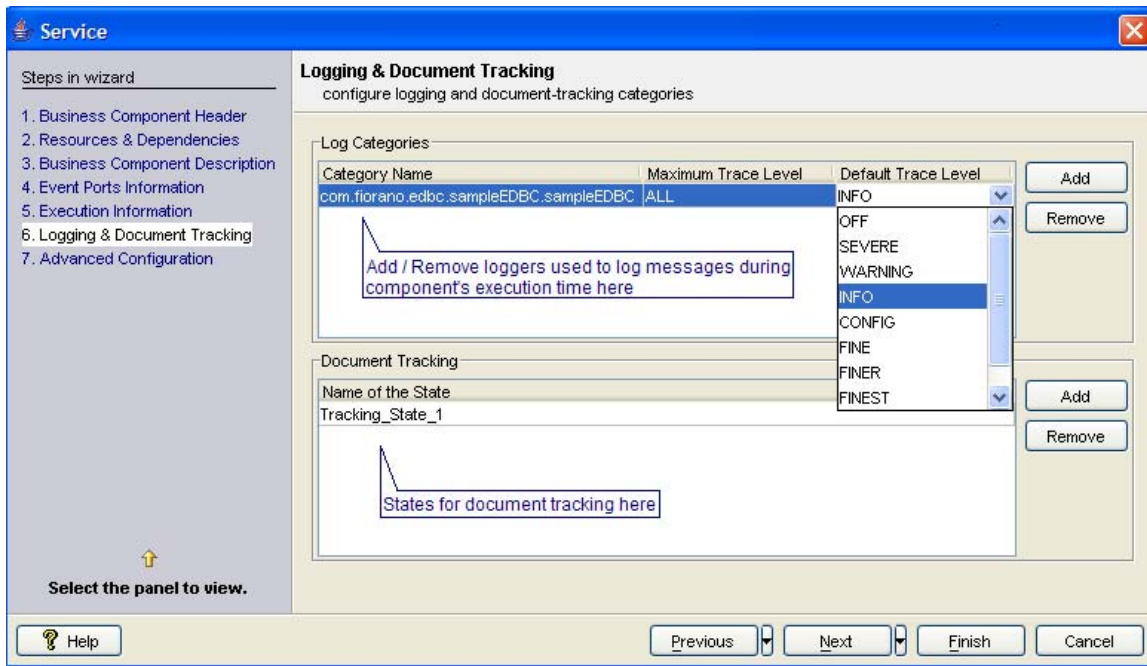 Service
Steps in wizard
1. Business Component Header
2. Resources & Dependencies
3. Business Component Description
4. Event Ports Information
5. Execution Information
6. Logging & Document Tracking
7. Advanced Configuration
Select the panel to view.
Logging & Document Tracking
configure logging and document-tracking categories
Log Categories
Category Name Maximum Trace Level Default Trace Level
com.fiorano.edbc.sampleEDBC.sampleEDBC ALL INFO
OFF
SEVERE
WARNING
INFO
CONFIG
FINE
FINER
FINEST
Add / Remove loggers used to log messages during
component's execution time here
Add
Remove
Document Tracking
Name of the State
Tracking_State_1
States for document tracking here
Add
Remove
Help
Previous
Next
Finish
Cancel